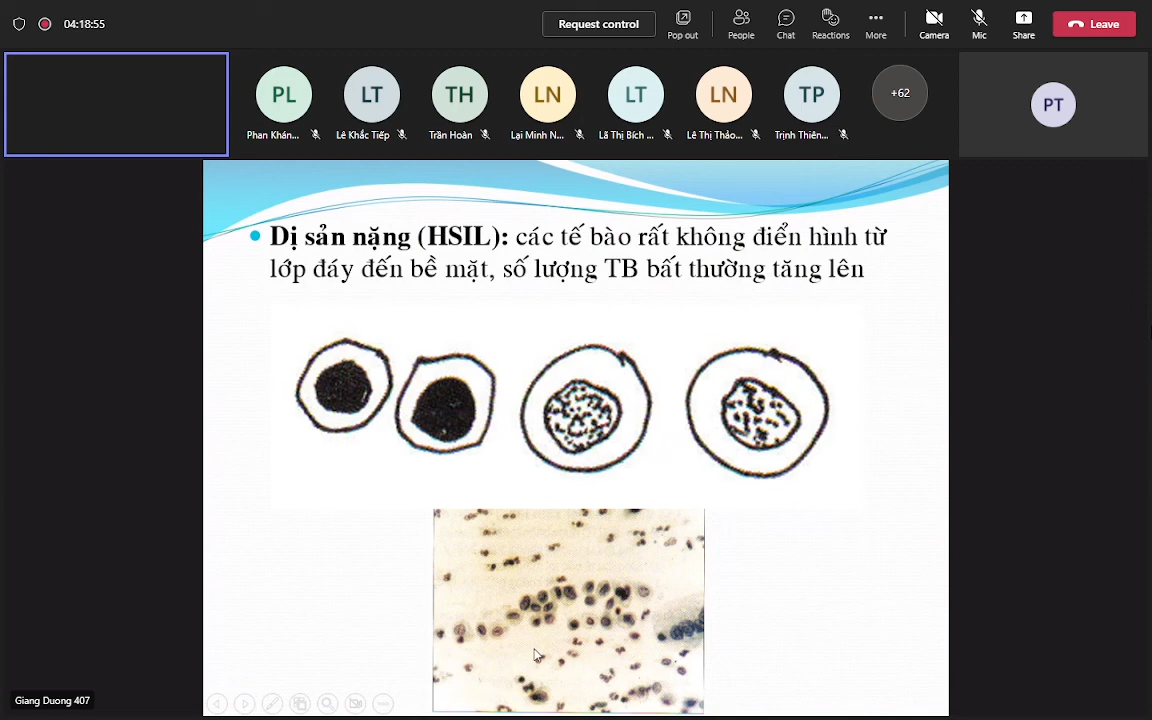 04:18:55
Request control
Pop out
People
Chat
Reactions
More
Camera
Mic
Share
Leave
PL
LT
TH
LN
LT
LN
TP
+62
PT
Phan Khán...
Lê Khắc Tiếp
Trần Hoàn
Lại Minh N...
Lã Thị Bích ...
Lê Thị Thảo...
Trịnh Thiên...
Dị sản nặng (HSIL): các tế bào rất không điển hình từ
lớp đáy đến bề mặt, số lượng TB bất thường tăng lên
Giang Duong 407